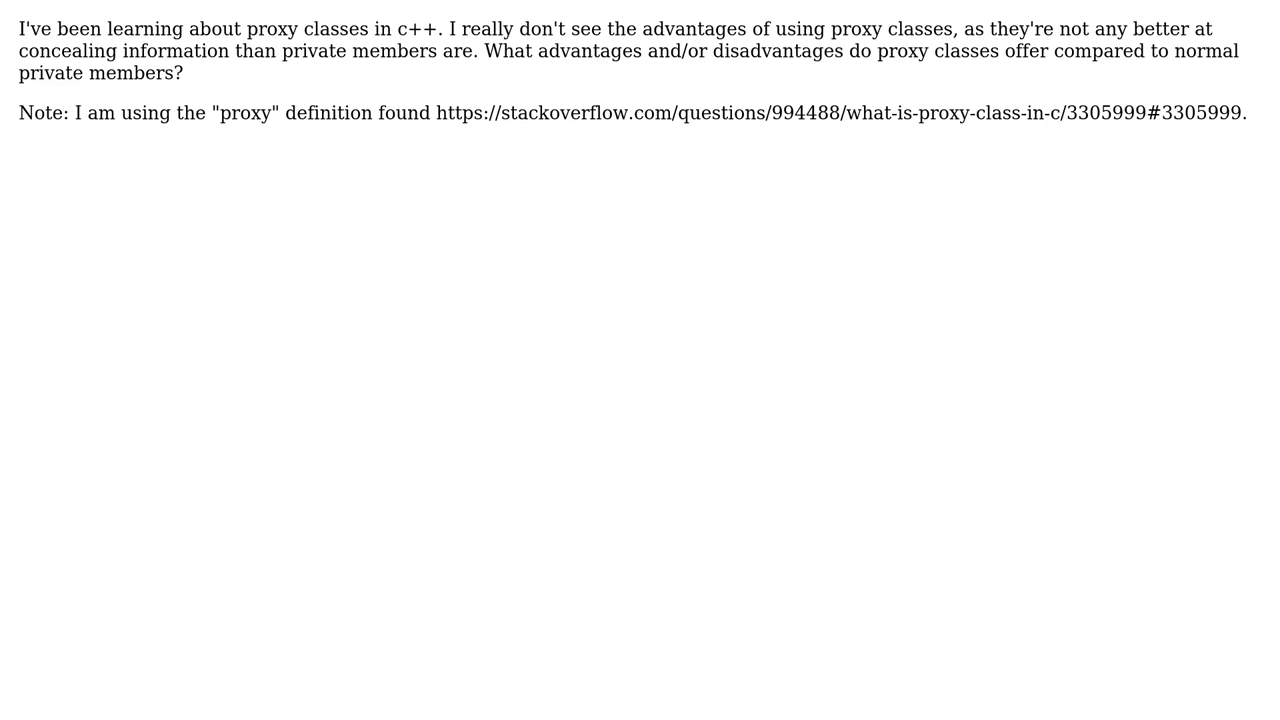 I've been learning about proxy classes in c++. I really don't see the advantages of using proxy classes, as they're not any better at
concealing information than private members are. What advantages and/or disadvantages do proxy classes offer compared to normal
private members?
Note: I am using the "proxy" definition found https://stackoverflow.com/questions/994488/what-is-proxy-class-in-c/3305999#3305999.